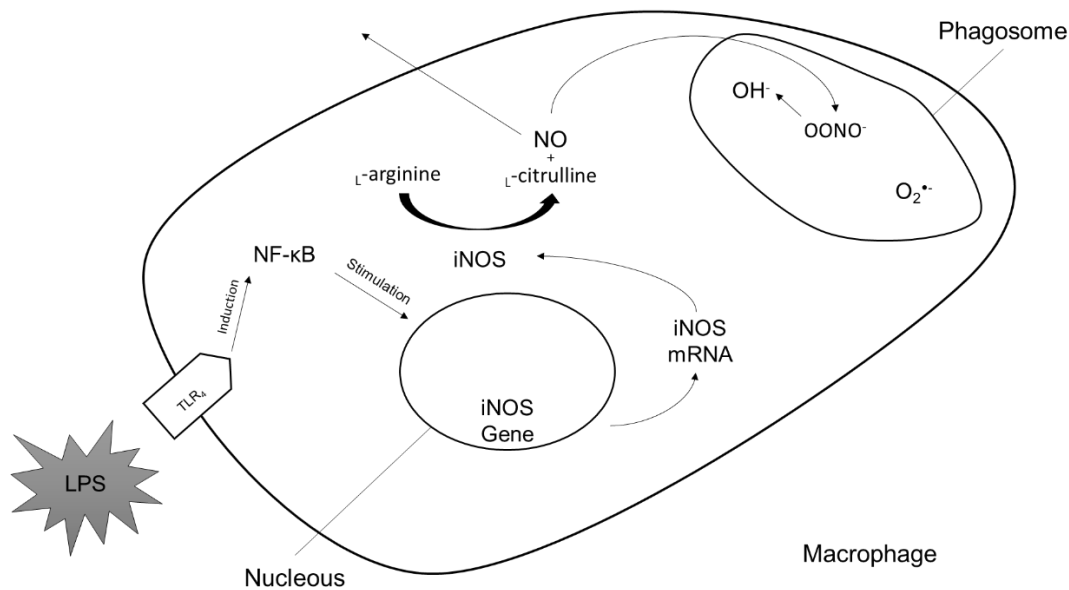 Phagosome
OH-
OONO-
NO
+
L-arginine
L-citrulline
O2•-
NF-κB
Stimulation
iNOS
Induction
iNOS
mRNA
TLR4
iNOS
Gene
LPS
Macrophage
Nucleous